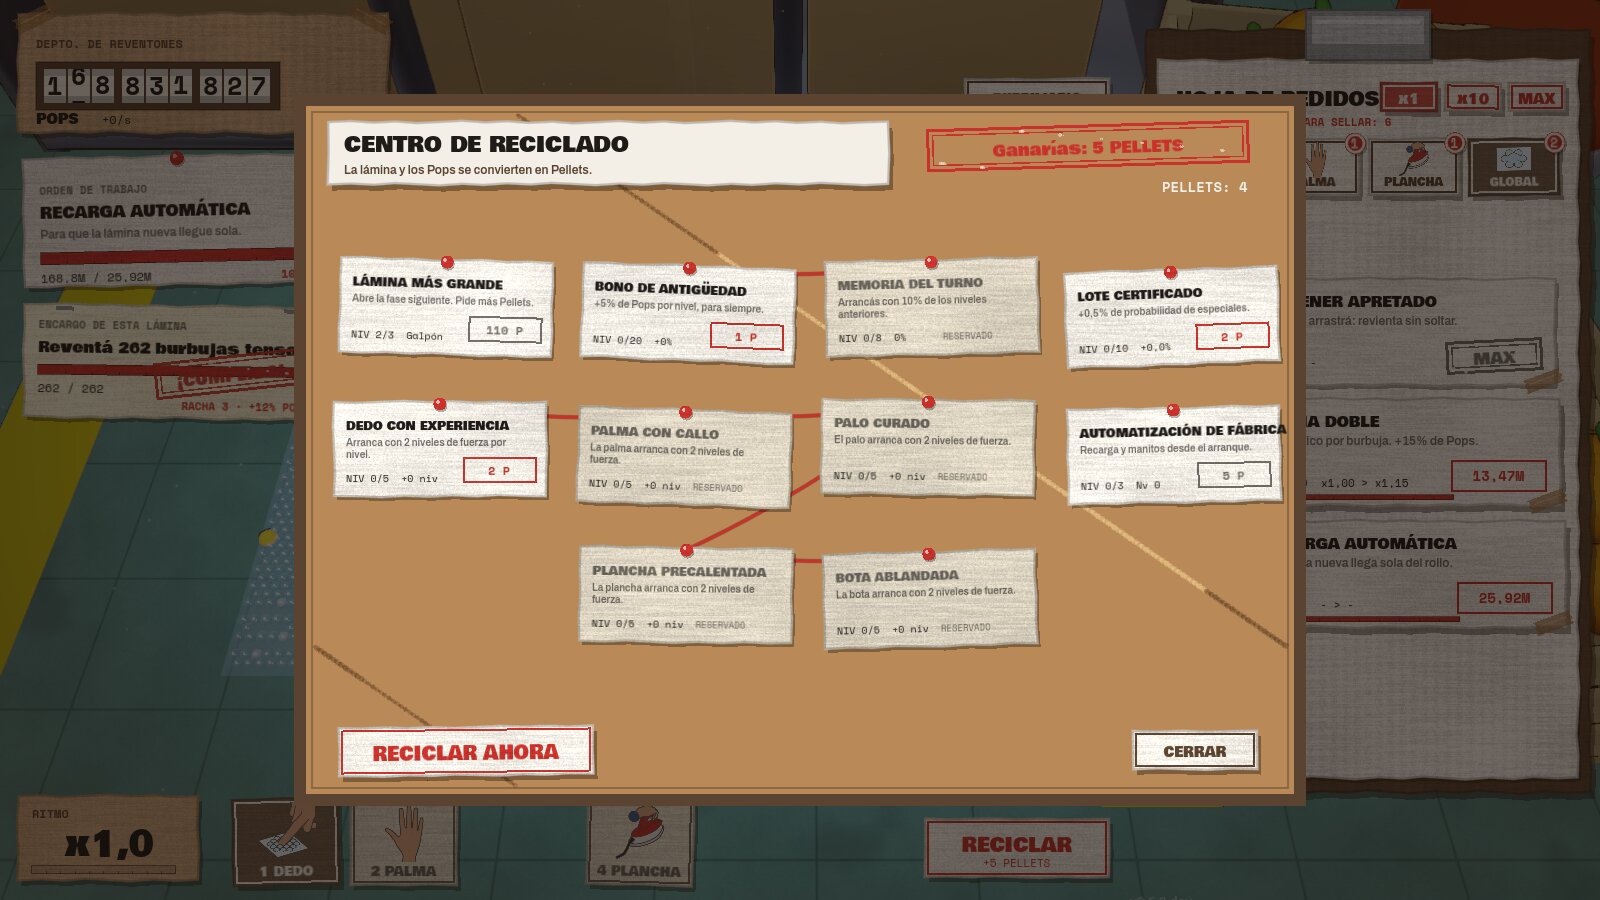 DEPTO. DE REVENTONES
168 831 827
POPS +0/s
ORDEN DE TRABAJO
RECARGA AUTOMÁTICA
Para que la lámina nueva llegue sola.
168.8M / 25,92M
ENCARGO DE ESTA LÁMINA
Reventá 262 burbujas
262 / 262
RACHA 3 · +12%
CENTRO DE RECICLADO
La lámina y los Pops se convierten en Pellets.
Ganarías: 5 PELLETS
PELLETS: 4
LÁMINA MÁS GRANDE
Abre la fase siguiente. Pide más Pellets.
NIV 2/3 Galpón
110 P
BONO DE ANTIGÜEDAD
+5% de Pops por nivel, para siempre.
NIV 0/20 +0%
1 P
MEMORIA DEL TURNO
Arrancás con 10% de los niveles
anteriores.
NIV 0/8 0% RESERVADO
LOTE CERTIFICADO
+0,5% de probabilidad de especiales.
NIV 0/10 +0,0%
2 P
DEDO CON EXPERIENCIA
Arranca con 2 niveles de fuerza por
nivel.
NIV 0/5 +0 niv
2 P
PALMA CON CALLO
La palma arranca con 2 niveles de
fuerza.
NIV 0/5 +0 niv RESERVADO
PALO CURADO
El palo arranca con 2 niveles de fuerza.
NIV 0/5 +0 niv RESERVADO
AUTOMATIZACIÓN DE FÁBRICA
Recarga y manitos desde el arranque.
NIV 0/3 Nv 0
5 P
PLANCHA PRECALENTADA
La plancha arranca con 2 niveles de
fuerza.
NIV 0/5 +0 niv RESERVADO
BOTA ABLANDADA
La bota arranca con 2 niveles de fuerza.
NIV 0/5 +0 niv RESERVADO
RECICLAR AHORA
CERRAR
x1
x10
MAX
SELLAR: 6
1
1
2
PLANCHA
GLOBAL
APRETADO
arrastrá: revienta sin soltar.
MAX
DOBLE
por burbuja. +15% de Pops.
x1,00 > x1,15
13,47M
AUTOMÁTICA
nueva llega sola del rollo.
- > -
25,92M
RITMO
x1,0
1 DEDO
2 PALMA
4 PLANCHA
RECICLAR
+5 PELLETS